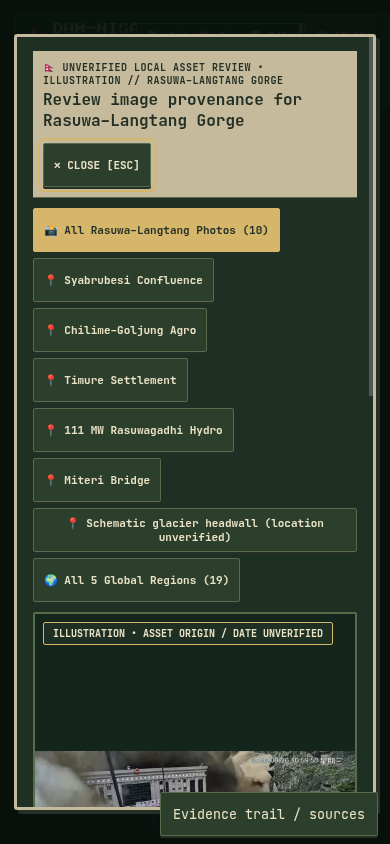 🇳🇵 UNVERIFIED LOCAL ASSET REVIEW •
ILLUSTRATION // RASUWA–LANGTANG GORGE
Review image provenance for
Rasuwa–Langtang Gorge
× CLOSE [ESC]
📸 All Rasuwa–Langtang Photos (10)
📍 Syabrubesi Confluence
📍 Chilime–Goljung Agro
📍 Timure Settlement
📍 111 MW Rasuwagadhi Hydro
📍 Miteri Bridge
📍 Schematic glacier headwall (location
unverified)
🌍 All 5 Global Regions (19)
ILLUSTRATION • ASSET ORIGIN / DATE UNVERIFIED
Evidence trail / sources